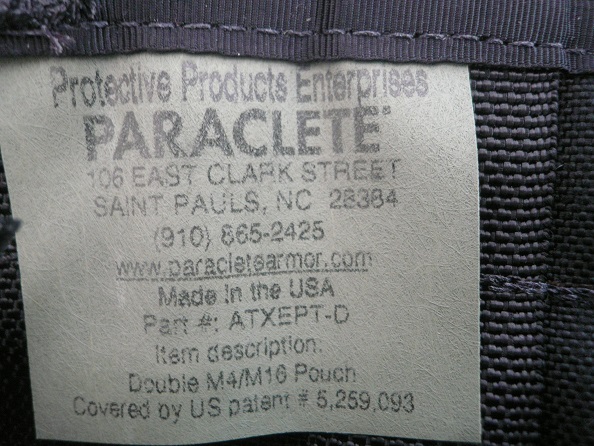 Protective Products Enterprises
PARACLETE®
106 EAST CLARK STREET
SAINT PAULS, NC 28384
(910) 865-2425
www.paracletearmor.com
Made in the USA
Part #: ATXEPT-D
Item description:
Double M4/M16 Pouch
Covered by US patent # 5,259,093